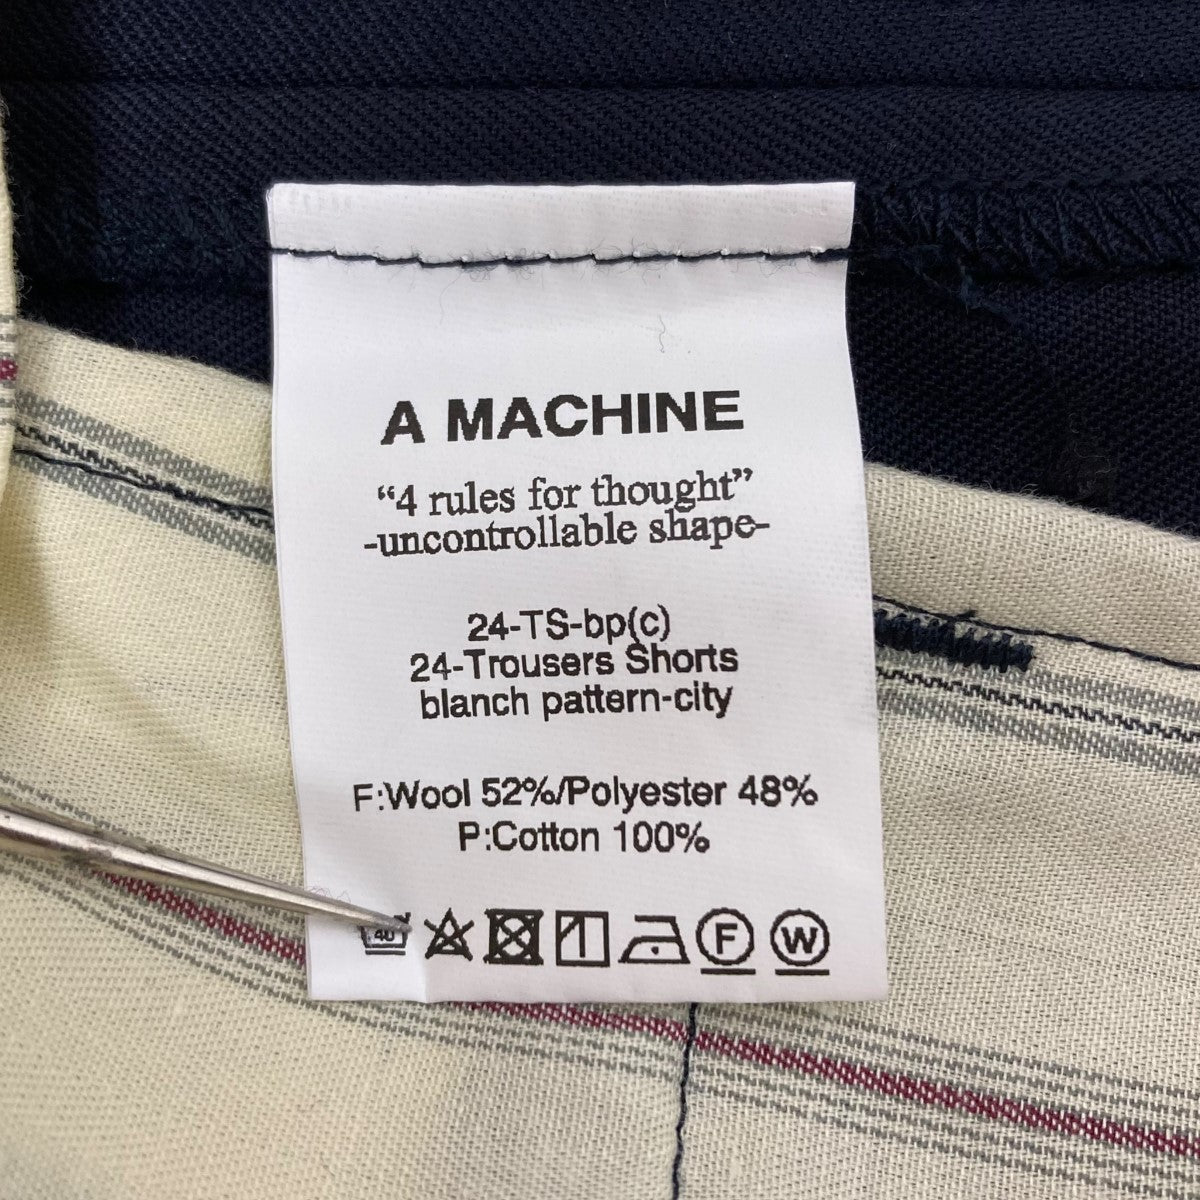 A MACHINE
“4 rules for thought”
-uncontrollable shape-
24-TS-bp(c)
24-Trousers Shorts
blanch pattern-city
F:Wool 52%/Polyester 48%
P:Cotton 100%
40 F W